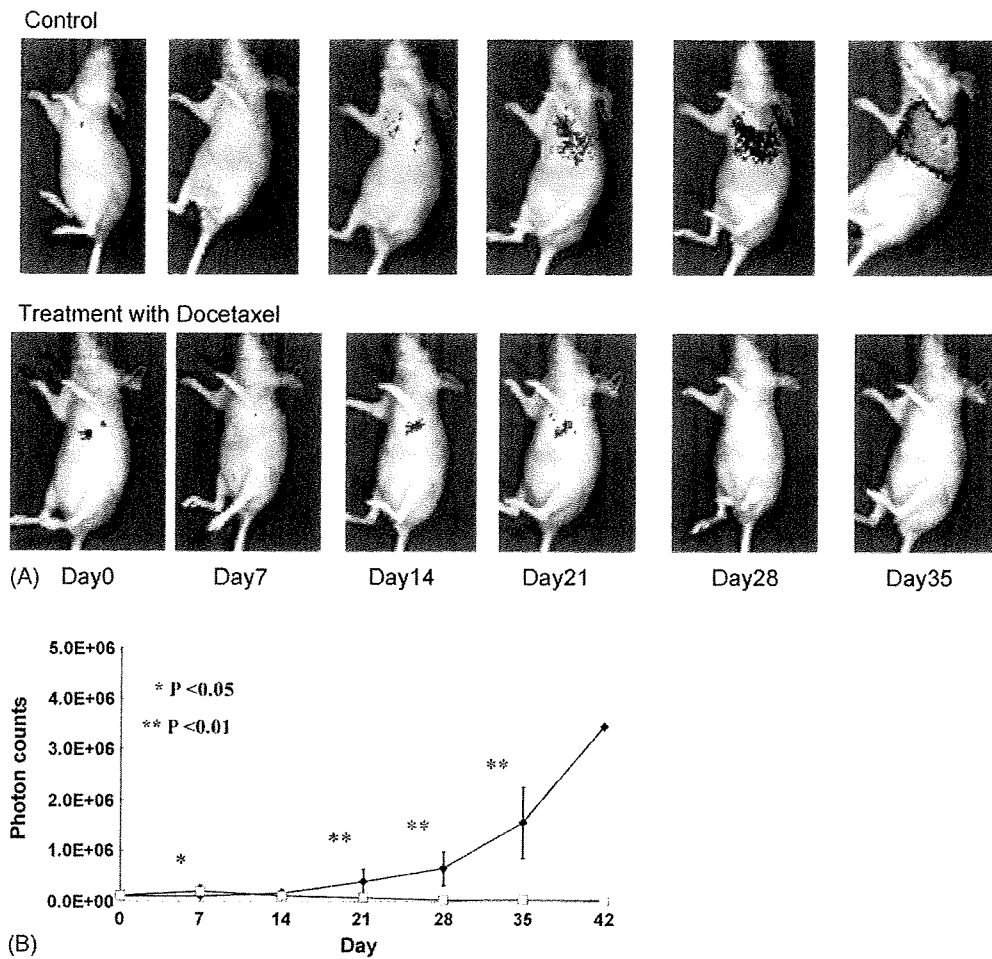 Control
Treatment with Docetaxel
(A) Day0 Day7 Day14 Day21 Day28 Day35
5.0E+06
4.0E+06
3.0E+06
2.0E+06
1.0E+06
0.0E+00
Photon counts
* P <0.05
** P <0.01
*
**
**
**
0 7 14 21 28 35 42
Day
(B)